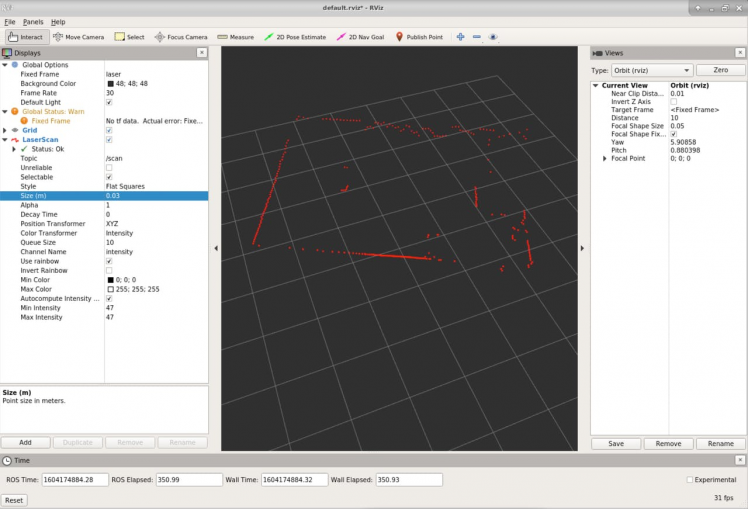 default.rviz* - RViz
File Panels Help
Interact Move Camera Select Focus Camera Measure 2D Pose Estimate 2D Nav Goal Publish Point
Displays
Global Options
Fixed Frame laser
Background Color 48; 48; 48
Frame Rate 30
Default Light
Global Status: Warn
Fixed Frame No tf data. Actual error: Fixe...
Grid
LaserScan
Status: Ok
Topic /scan
Unreliable
Selectable
Style Flat Squares
Size (m) 0.03
Alpha 1
Decay Time 0
Position Transformer XYZ
Color Transformer Intensity
Queue Size 10
Channel Name intensity
Use rainbow
Invert Rainbow
Min Color 0; 0; 0
Max Color 255; 255; 255
Autocompute Intensity ...
Min Intensity 47
Max Intensity 47
Size (m)
Point size in meters.
Add Duplicate Remove Rename
Views
Type: Orbit (rviz) Zero
Current View Orbit (rviz)
Near Clip Dista... 0.01
Invert Z Axis
Target Frame <Fixed Frame>
Distance 10
Focal Shape Size 0.05
Focal Shape Fix...
Yaw 5.90858
Pitch 0.880398
Focal Point 0; 0; 0
Save Remove Rename
Time
ROS Time: 1604174884.28 ROS Elapsed: 350.99 Wall Time: 1604174884.32 Wall Elapsed: 350.93 Experimental
Reset 31 fps